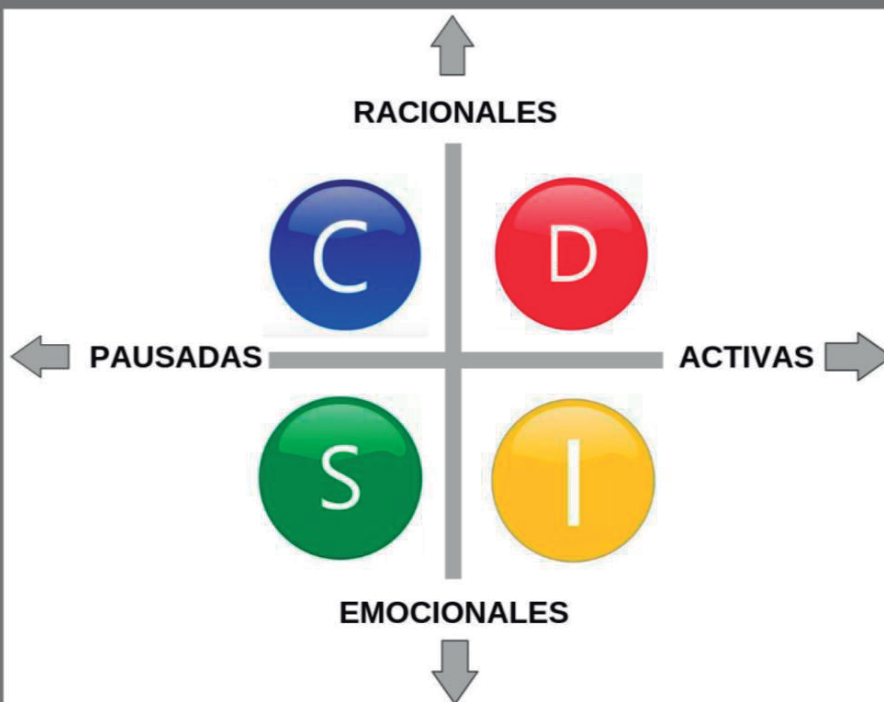 RACIONALES
C
D
PAUSADAS
ACTIVAS
S
I
EMOCIONALES